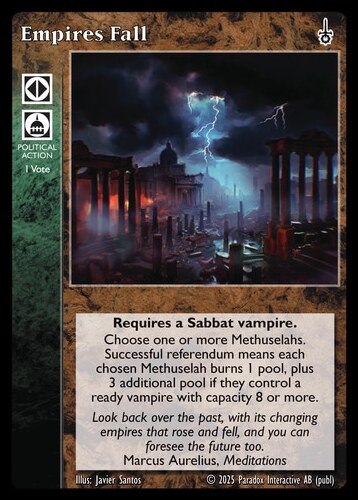 Empires Fall
POLITICAL
ACTION
1 Vote
Requires a Sabbat vampire.
Choose one or more Methuselahs.
Successful referendum means each
chosen Methuselah burns 1 pool, plus
3 additional pool if they control a
ready vampire with capacity 8 or more.
Look back over the past, with its changing
empires that rose and fell, and you can
foresee the future too.
Marcus Aurelius, Meditations
Illus: Javier Santos
© 2025 Paradox Interactive AB (publ)